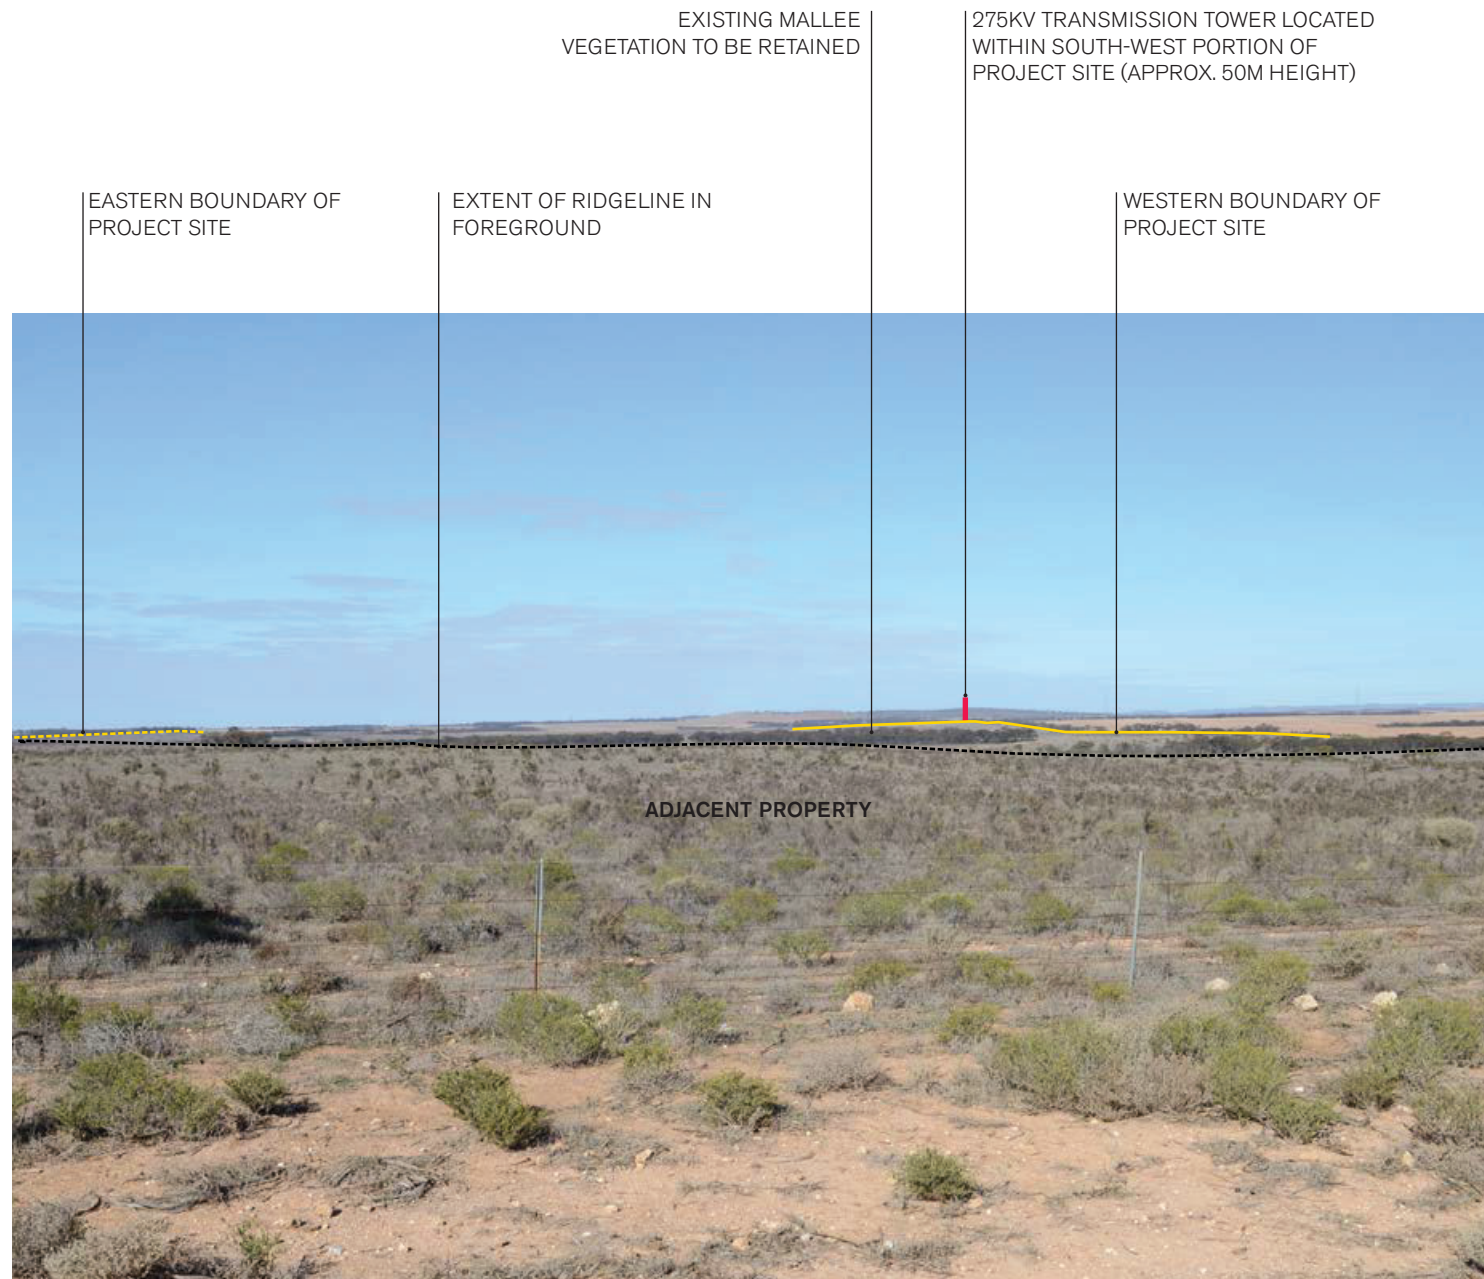 EXISTING MALLEE
VEGETATION TO BE RETAINED
275KV TRANSMISSION TOWER LOCATED
WITHIN SOUTH-WEST PORTION OF
PROJECT SITE (APPROX. 50M HEIGHT)
EASTERN BOUNDARY OF
PROJECT SITE
EXTENT OF RIDGELINE IN
FOREGROUND
WESTERN BOUNDARY OF
PROJECT SITE
ADJACENT PROPERTY